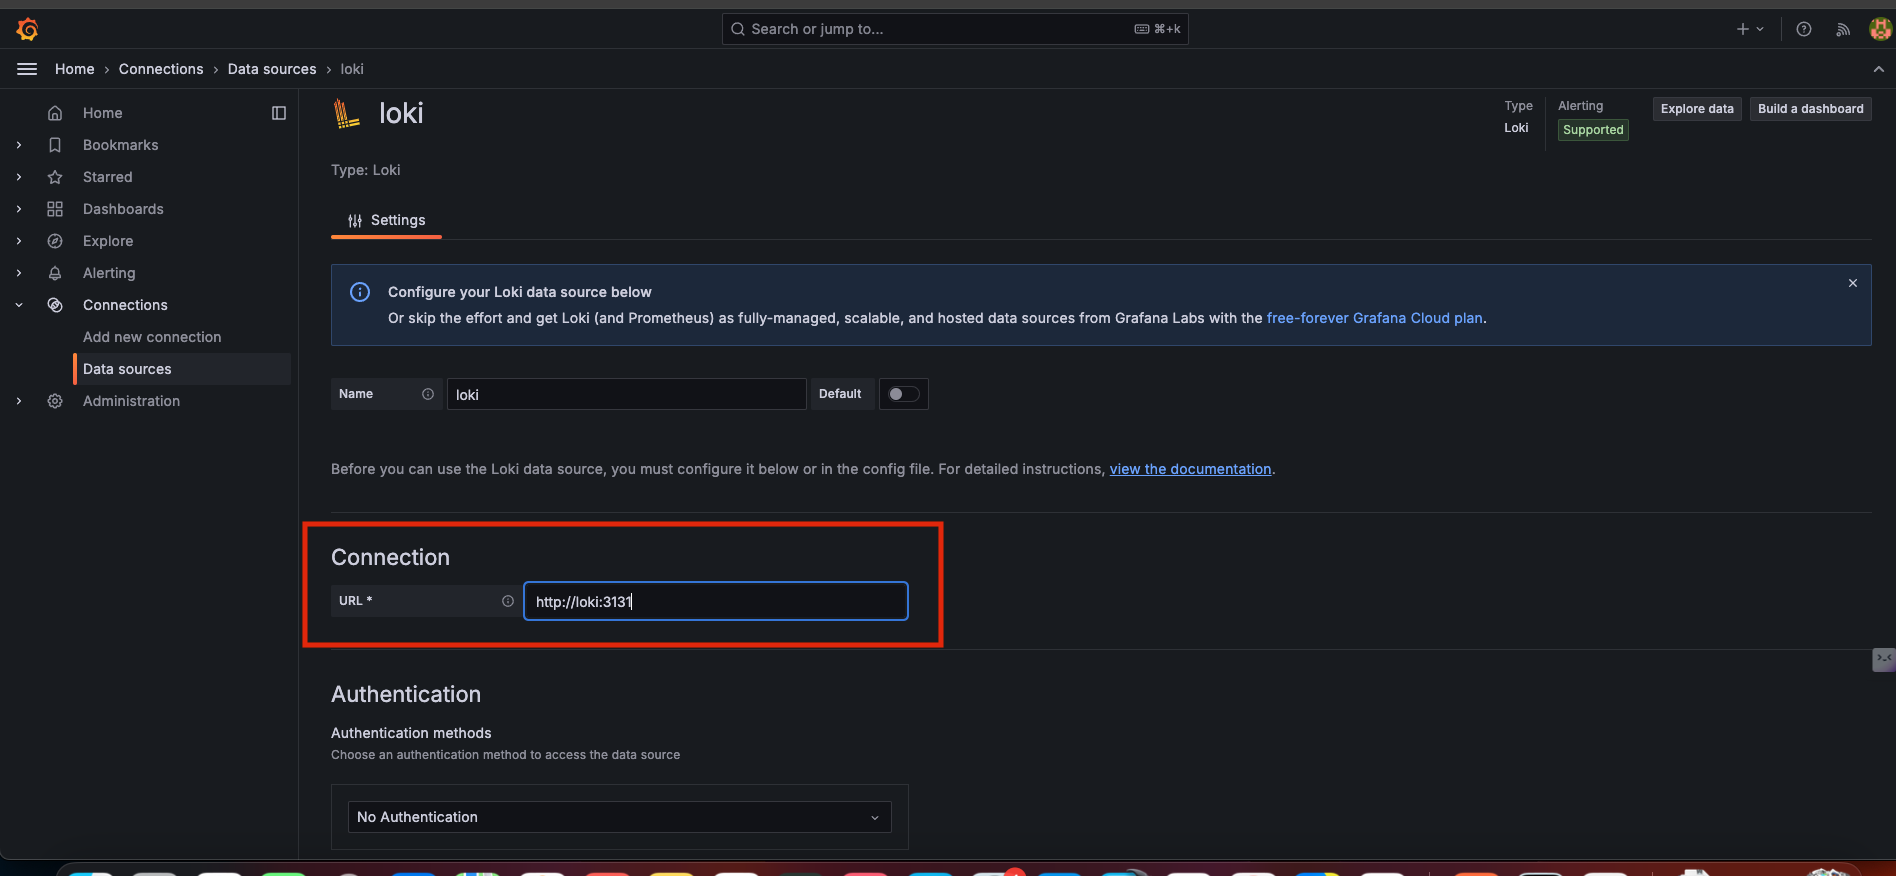 Search or jump to... ⌘+k
Home › Connections › Data sources › loki
Home
Bookmarks
Starred
Dashboards
Explore
Alerting
Connections
Add new connection
Data sources
Administration
loki
Type
Loki
Alerting
Supported
Explore data
Build a dashboard
Type: Loki
Settings
Configure your Loki data source below
Or skip the effort and get Loki (and Prometheus) as fully-managed, scalable, and hosted data sources from Grafana Labs with the free-forever Grafana Cloud plan.
Name
loki
Default
Before you can use the Loki data source, you must configure it below or in the config file. For detailed instructions, view the documentation.
Connection
URL *
http://loki:3131
Authentication
Authentication methods
Choose an authentication method to access the data source
No Authentication